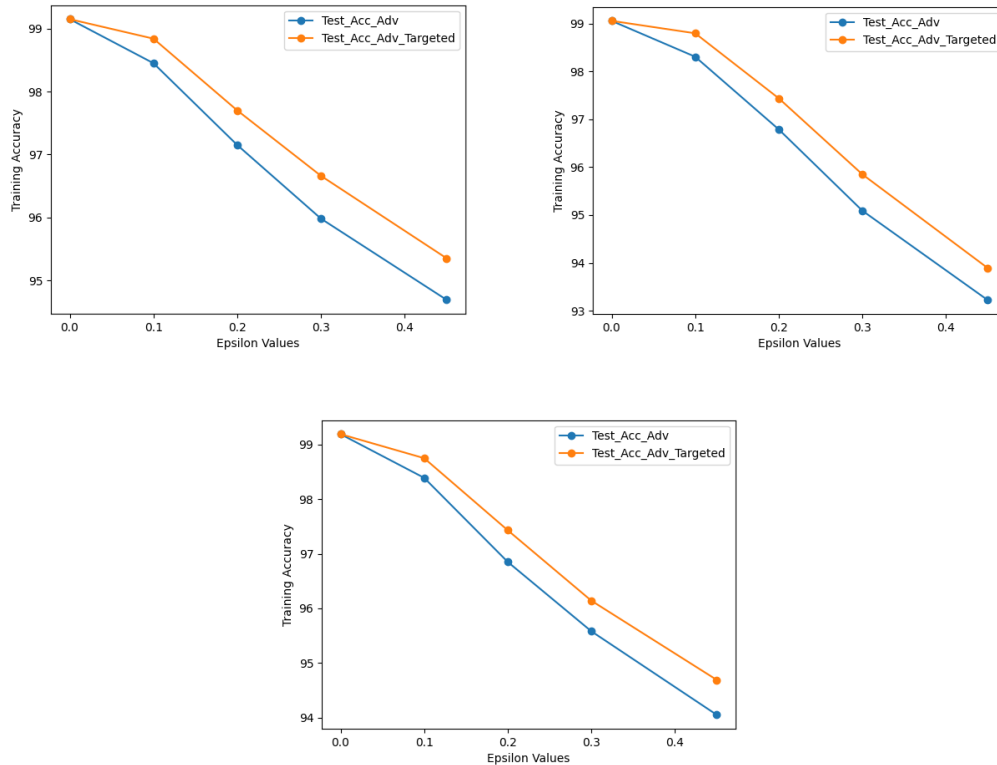 99
98
97
96
95
0.0 0.1 0.2 0.3 0.4
Training Accuracy
Epsilon Values
Test_Acc_Adv
Test_Acc_Adv_Targeted
99
98
97
96
95
94
93
0.0 0.1 0.2 0.3 0.4
Training Accuracy
Epsilon Values
Test_Acc_Adv
Test_Acc_Adv_Targeted
99
98
97
96
95
94
0.0 0.1 0.2 0.3 0.4
Training Accuracy
Epsilon Values
Test_Acc_Adv
Test_Acc_Adv_Targeted